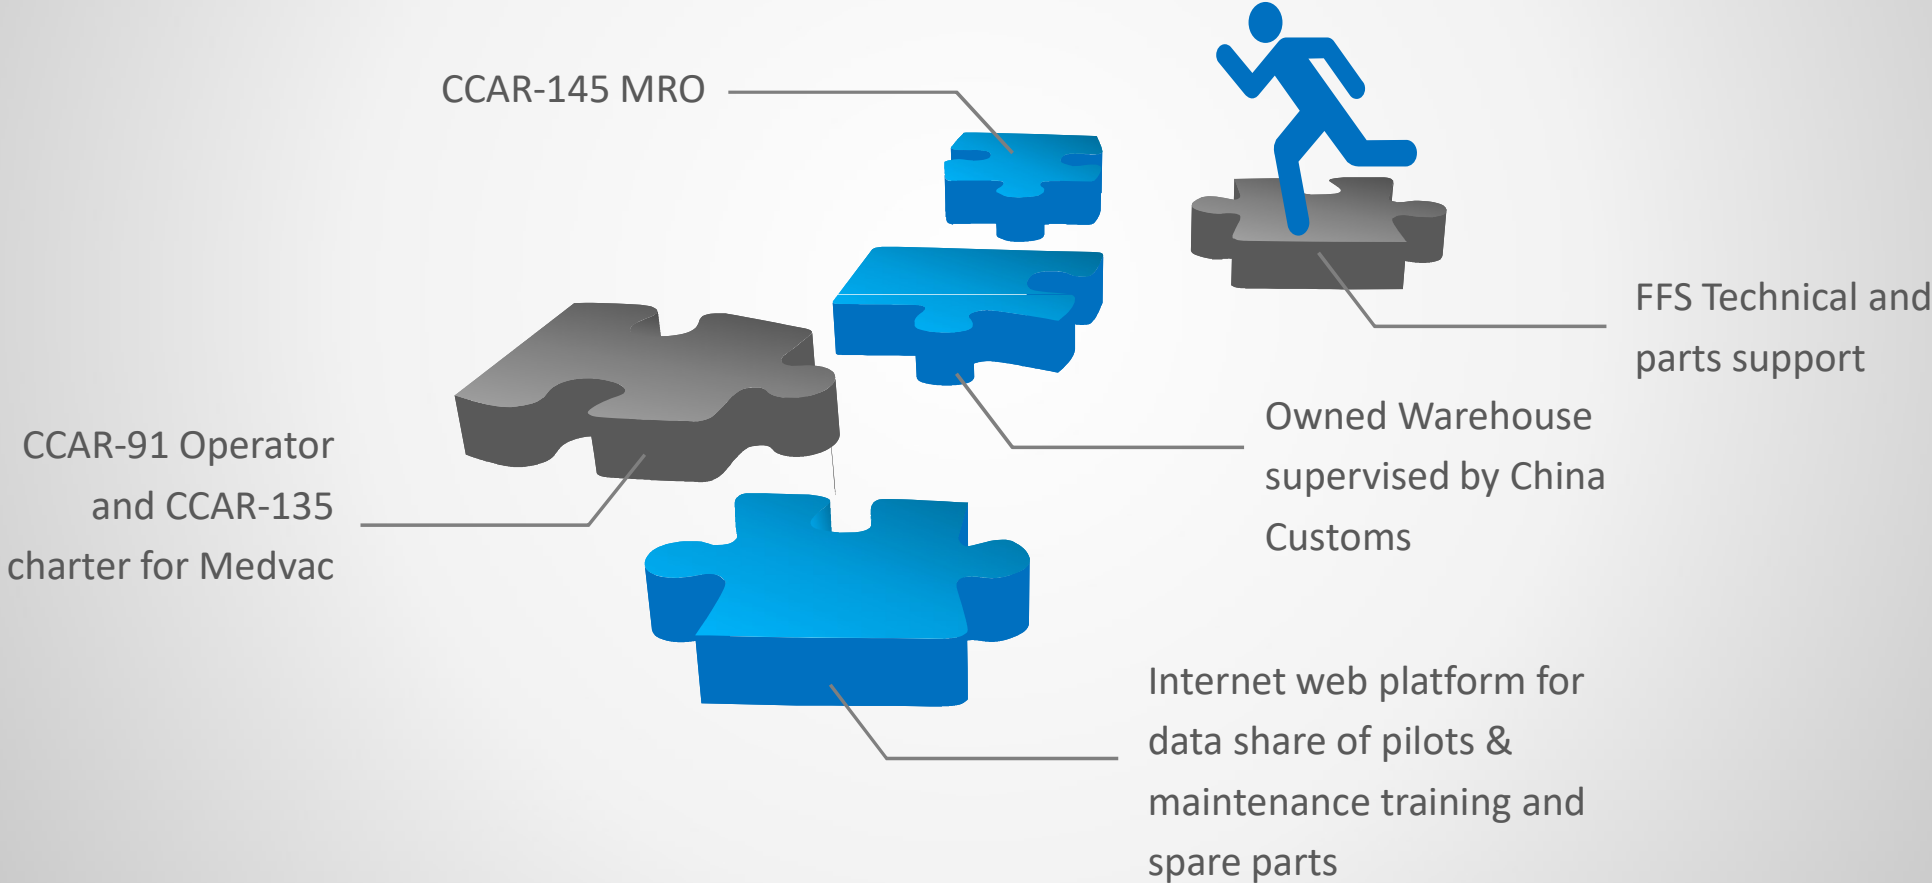 CCAR-145 MRO
FFS Technical and
parts support
Owned Warehouse
supervised by China
Customs
CCAR-91 Operator
and CCAR-135
charter for Medvac
Internet web platform for
data share of pilots &
maintenance training and
spare parts